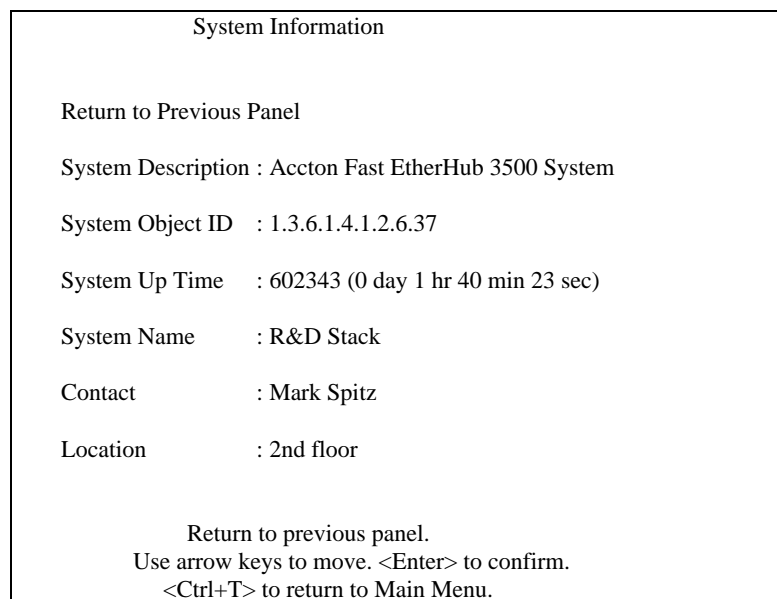 System Information
Return to Previous Panel
System Description : Accton Fast EtherHub 3500 System
System Object ID : 1.3.6.1.4.1.2.6.37
System Up Time : 602343 (0 day 1 hr 40 min 23 sec)
System Name : R&D Stack
Contact : Mark Spitz
Location : 2nd floor
Return to previous panel.
Use arrow keys to move. <Enter> to confirm.
<Ctrl+T> to return to Main Menu.